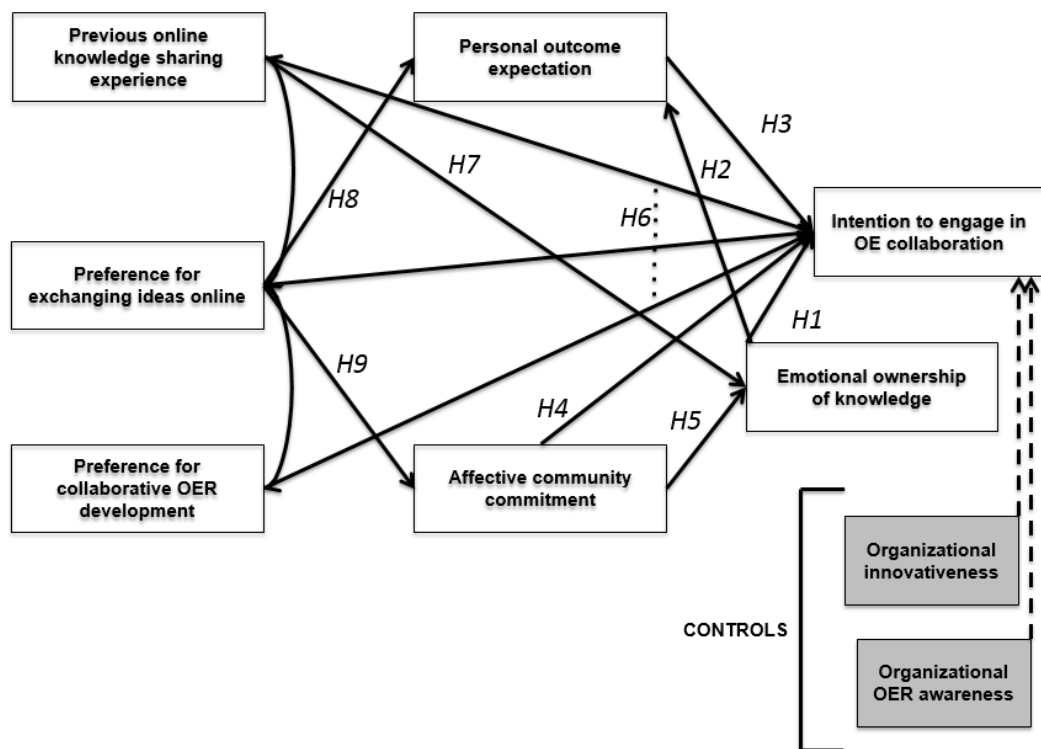 Previous online
knowledge sharing
experience
Personal outcome
expectation
H3
H7
H2
H8
H6
Intention to engage in
OE collaboration
Preference for
exchanging ideas online
H1
H9
Emotional ownership
of knowledge
H4
H5
Preference for
collaborative OER
development
Affective community
commitment
Organizational
innovativeness
CONTROLS
Organizational
OER awareness